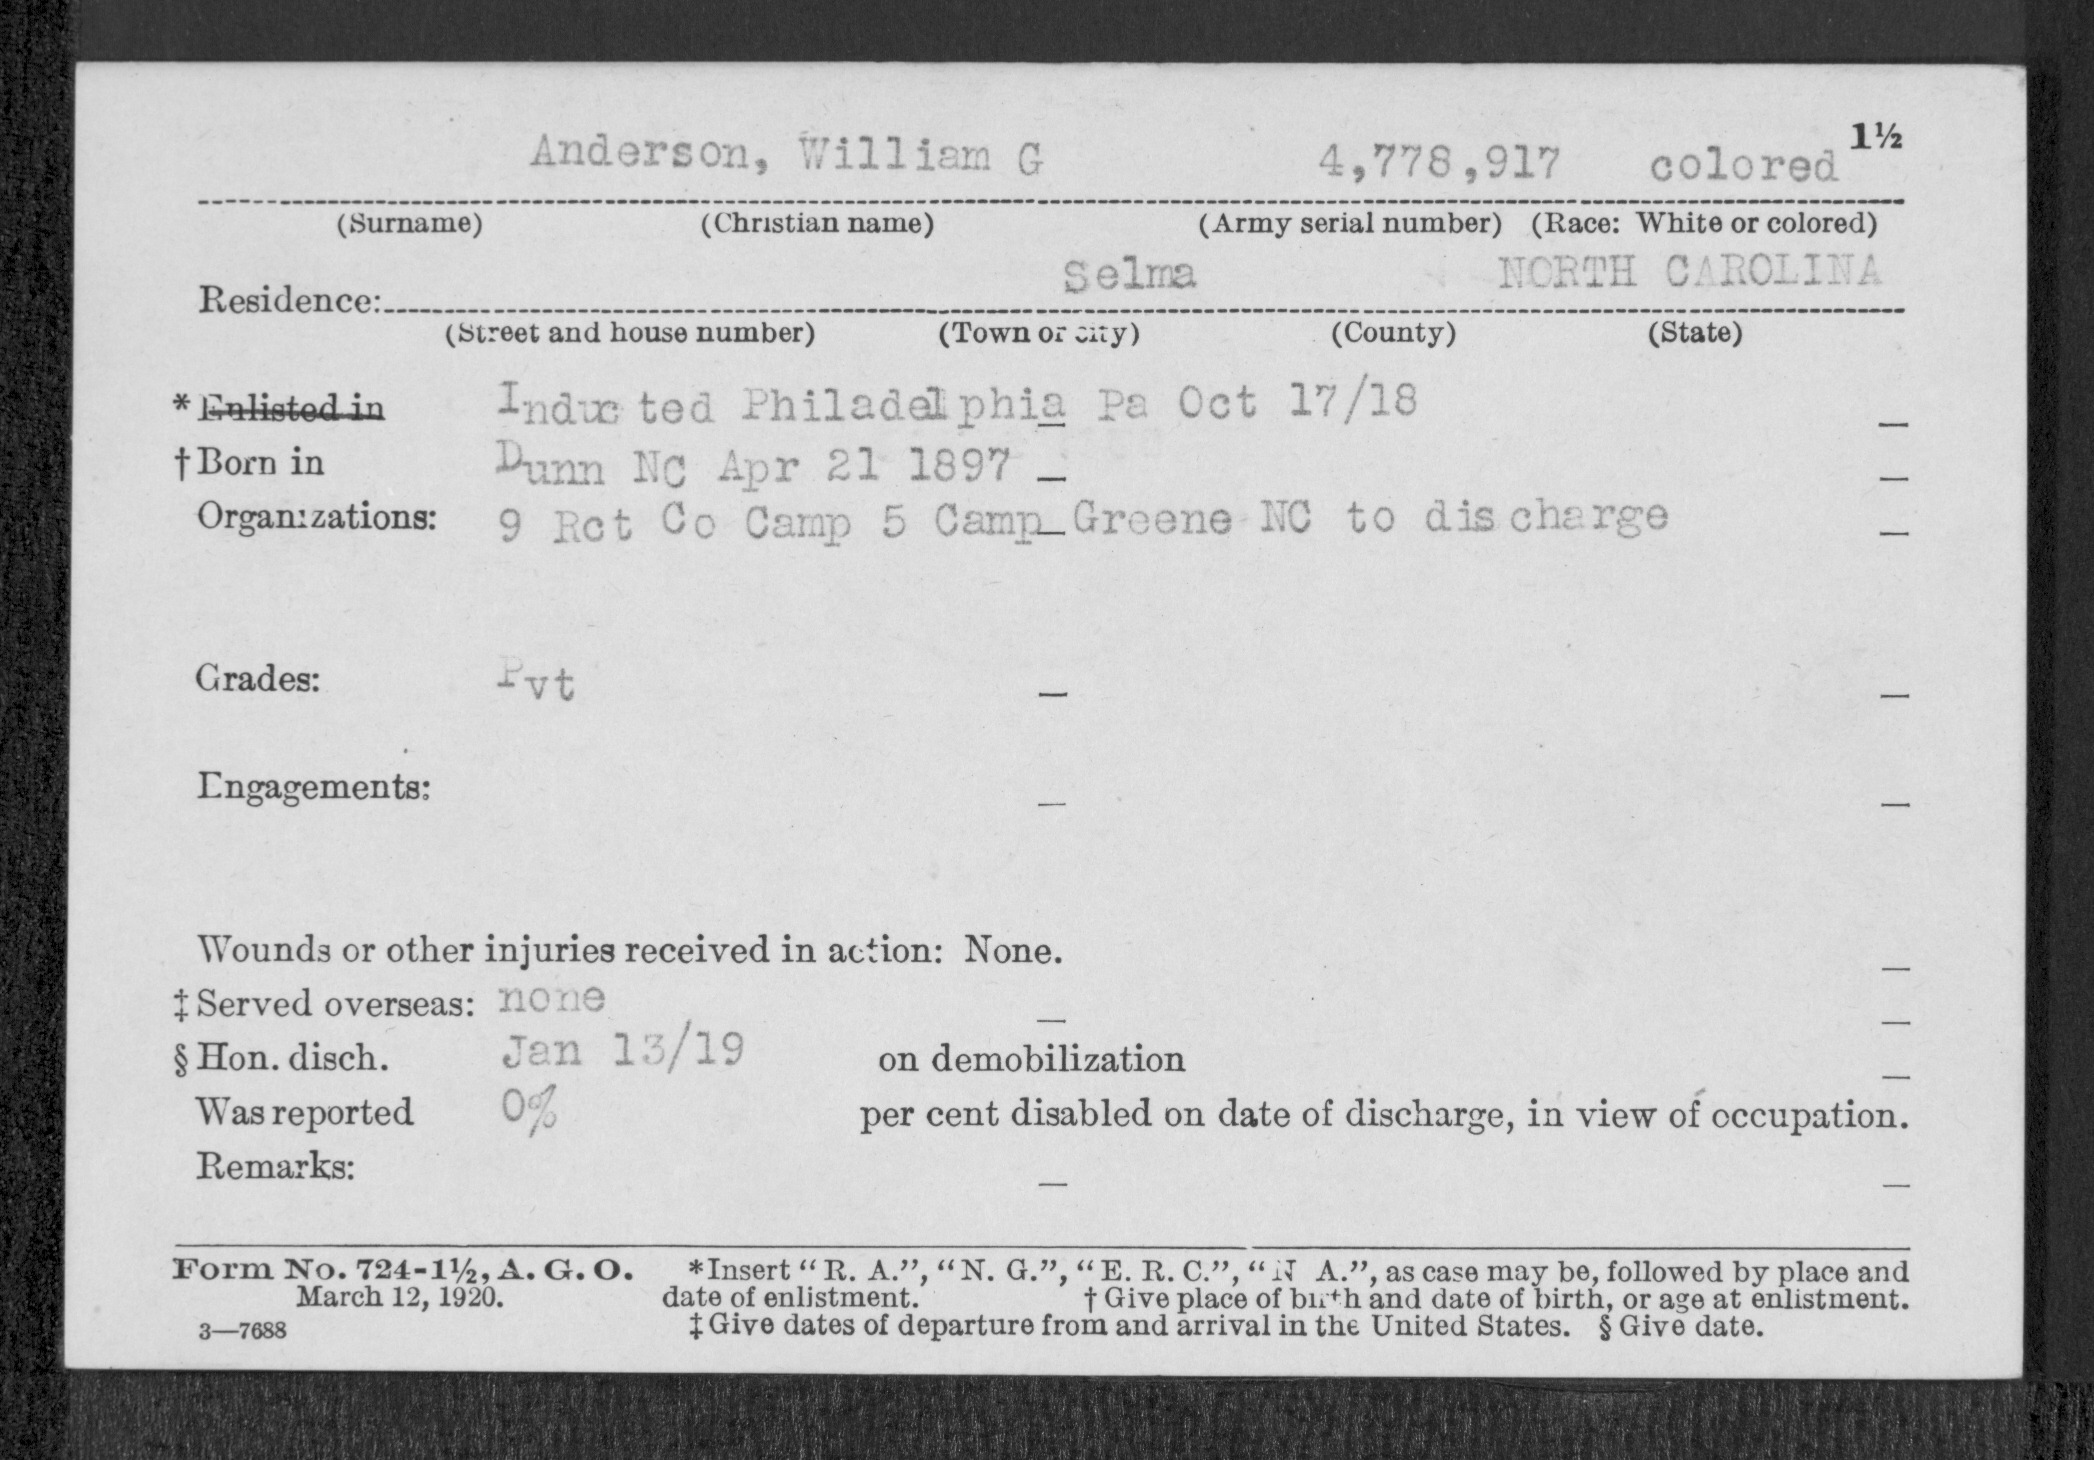 1½
Anderson, William G 4,778,917 colored
(Surname) (Christian name) (Army serial number) (Race: White or colored)
Residence: Selma NORTH CAROLINA
(Street and house number) (Town or city) (County) (State)
* Enlisted in Inducted Philadelphia Pa Oct 17/18
† Born in Dunn NC Apr 21 1897
Organizations: 9 Rct Co Camp 5 Camp Greene NC to discharge
Grades: Pvt
Engagements:
Wounds or other injuries received in action: None.
‡ Served overseas: none
§ Hon. disch. Jan 13/19 on demobilization
Was reported 0% per cent disabled on date of discharge, in view of occupation.
Remarks:
Form No. 724-1½, A. G. O. *Insert "R. A.", "N. G.", "E. R. C.", "N A.", as case may be, followed by place and
March 12, 1920. date of enlistment. † Give place of birth and date of birth, or age at enlistment.
3—7688 ‡ Give dates of departure from and arrival in the United States. § Give date.